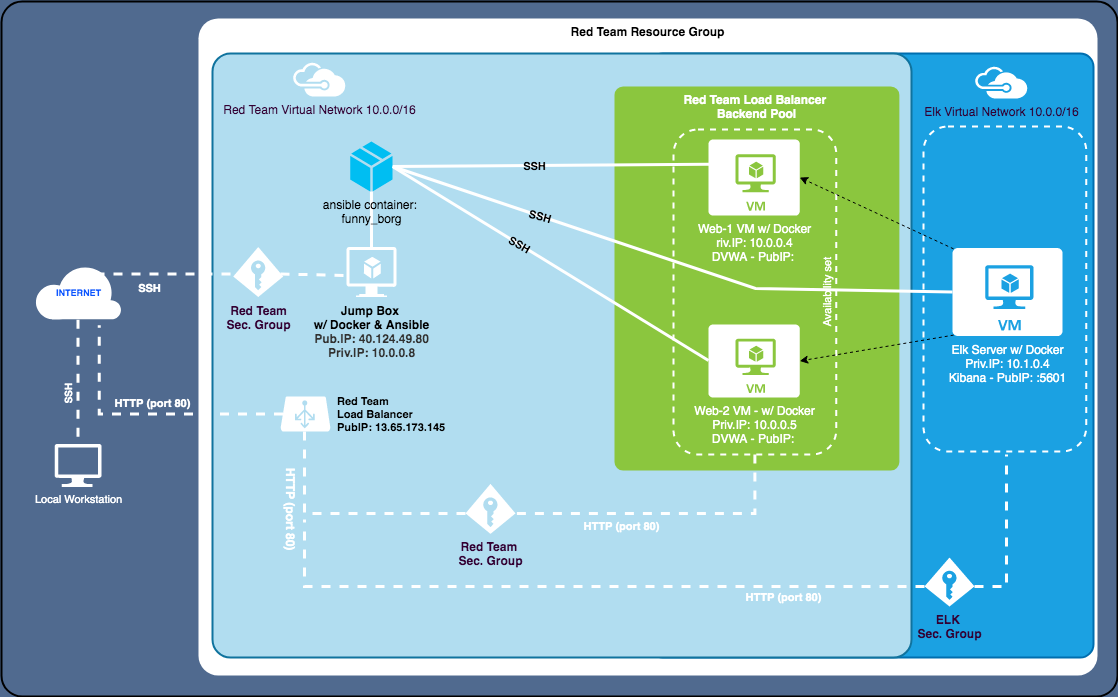 Red Team Resource Group
Red Team Virtual Network 10.0.0/16
Red Team Load Balancer
Backend Pool
Elk Virtual Network 10.0.0/16
SSH
SSH
SSH
ansible container:
funny_borg
VM
Web-1 VM w/ Docker
riv.IP: 10.0.0.4
DVWA - PubIP:
Availability set
INTERNET
SSH
Red Team
Sec. Group
Jump Box
w/ Docker & Ansible
Pub.IP: 40.124.49.80
Priv.IP: 10.0.0.8
VM
Elk Server w/ Docker
Priv.IP: 10.1.0.4
Kibana - PubIP: :5601
VM
Web-2 VM - w/ Docker
Priv.IP: 10.0.0.5
DVWA - PubIP:
SSH
HTTP (port 80)
Red Team
Load Balancer
PubIP: 13.65.173.145
Local Workstation
HTTP (port 80)
HTTP (port 80)
Red Team
Sec. Group
HTTP (port 80)
ELK
Sec. Group